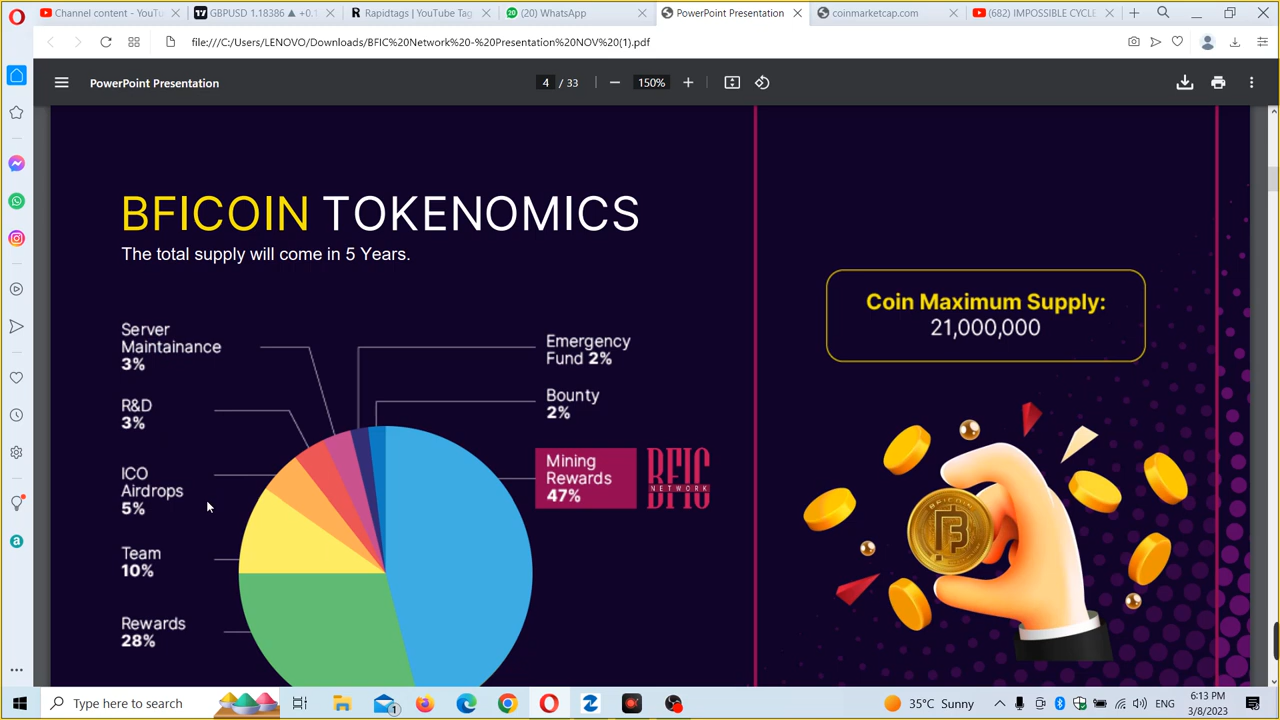 Channel content - YouTu
GBPUSD 1.18386 ▲ +0.1
Rapidtags | YouTube Tag
(20) WhatsApp
PowerPoint Presentation
coinmarketcap.com
(682) IMPOSSIBLE CYCLE
file:///C:/Users/LENOVO/Downloads/BFIC%20Network%20-%20Presentation%20NOV%20(1).pdf
PowerPoint Presentation
4 / 33
150%
BFICOIN TOKENOMICS
The total supply will come in 5 Years.
Coin Maximum Supply:
21,000,000
Server
Maintainance
3%
Emergency
Fund 2%
R&D
3%
Bounty
2%
ICO
Airdrops
5%
Mining
Rewards
47%
BFIC
NETWORK
Team
10%
Rewards
28%
BFICOIN
Type here to search
35°C Sunny
ENG
6:13 PM
3/8/2023